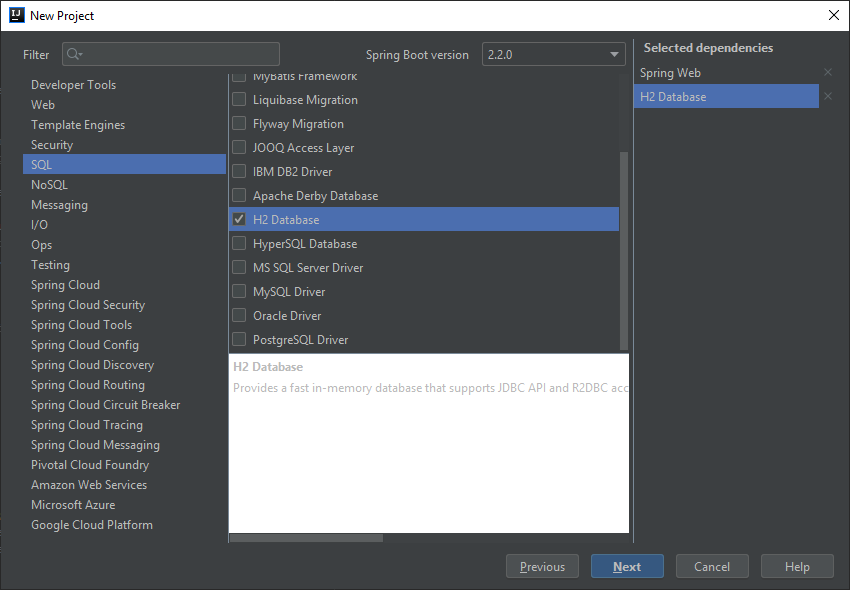 New Project
Filter
Spring Boot version
2.2.0
Selected dependencies
Spring Web
H2 Database
Developer Tools
Web
Template Engines
Security
SQL
NoSQL
Messaging
I/O
Ops
Testing
Spring Cloud
Spring Cloud Security
Spring Cloud Tools
Spring Cloud Config
Spring Cloud Discovery
Spring Cloud Routing
Spring Cloud Circuit Breaker
Spring Cloud Tracing
Spring Cloud Messaging
Pivotal Cloud Foundry
Amazon Web Services
Microsoft Azure
Google Cloud Platform
MyBatis Framework
Liquibase Migration
Flyway Migration
JOOQ Access Layer
IBM DB2 Driver
Apache Derby Database
H2 Database
HyperSQL Database
MS SQL Server Driver
MySQL Driver
Oracle Driver
PostgreSQL Driver
H2 Database
Provides a fast in-memory database that supports JDBC API and R2DBC acc
Previous
Next
Cancel
Help